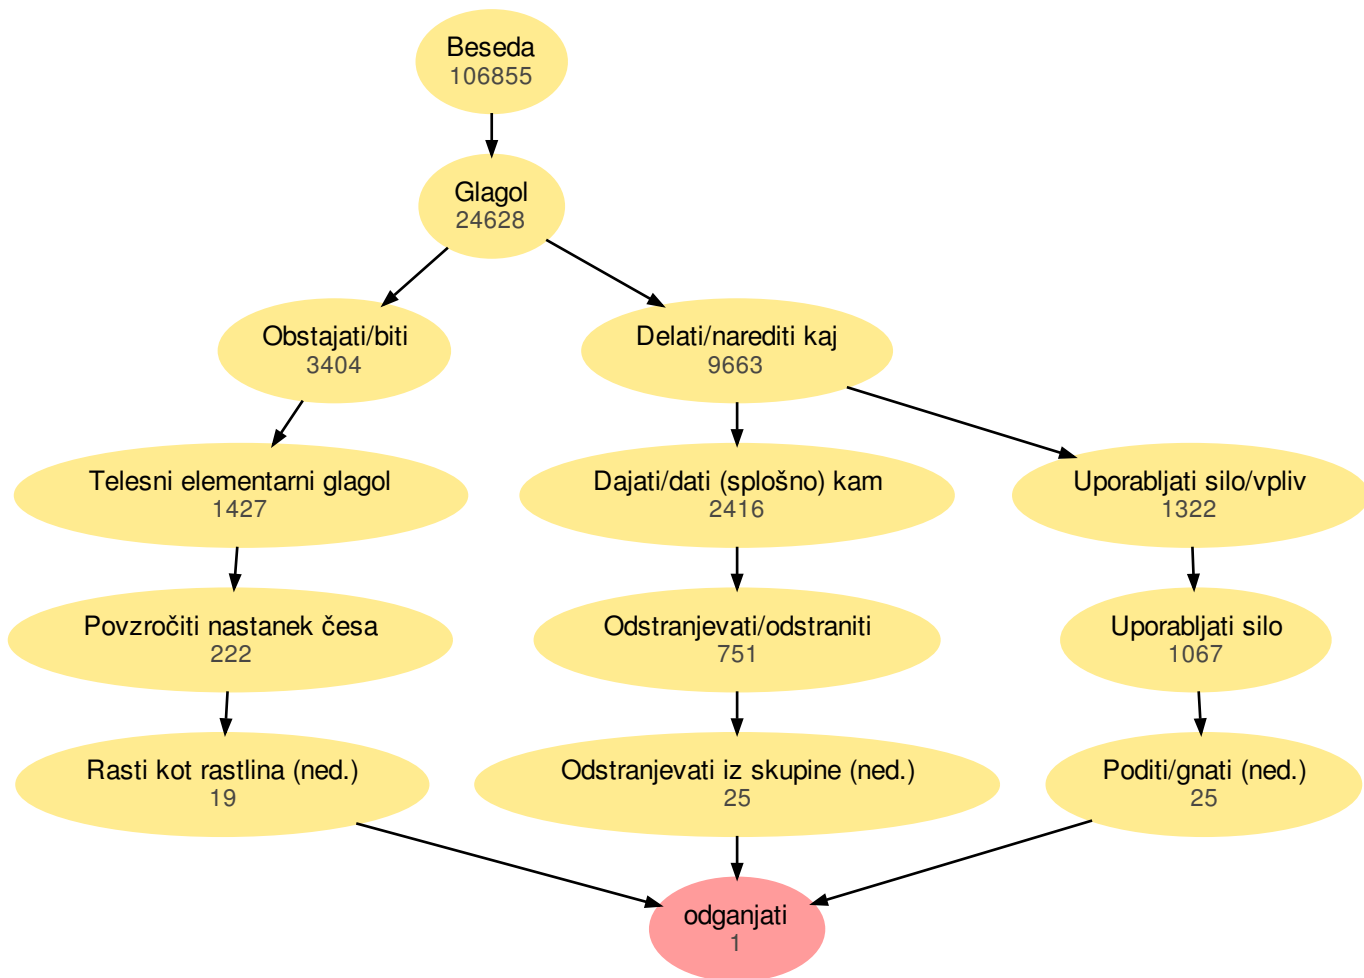 Beseda
106855
Glagol
24628
Obstajati/biti
3404
Delati/narediti kaj
9663
Telesni elementarni glagol
1427
Dajati/dati (splošno) kam
2416
Uporabljati silo/vpliv
1322
Povzročiti nastanek česa
222
Odstranjevati/odstraniti
751
Uporabljati silo
1067
Rasti kot rastlina (ned.)
19
Odstranjevati iz skupine (ned.)
25
Poditi/gnati (ned.)
25
odganjati
1